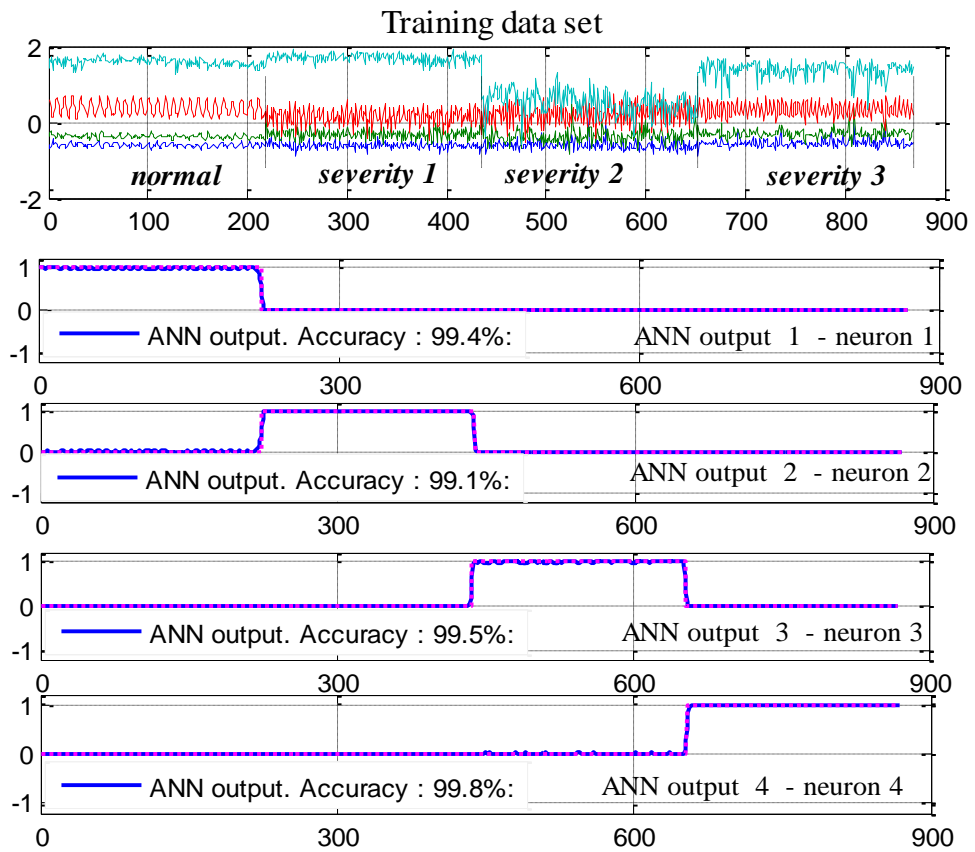 Training data set
2
0
-2
normal severity 1 severity 2 severity 3
0 100 200 300 400 500 600 700 800 900
1
0
-1
ANN output. Accuracy : 99.4%: ANN output 1 - neuron 1
0 300 600 900
1
0
-1
ANN output. Accuracy : 99.1%: ANN output 2 - neuron 2
0 300 600 900
1
0
-1
ANN output. Accuracy : 99.5%: ANN output 3 - neuron 3
0 300 600 900
1
0
-1
ANN output. Accuracy : 99.8%: ANN output 4 - neuron 4
0 300 600 900